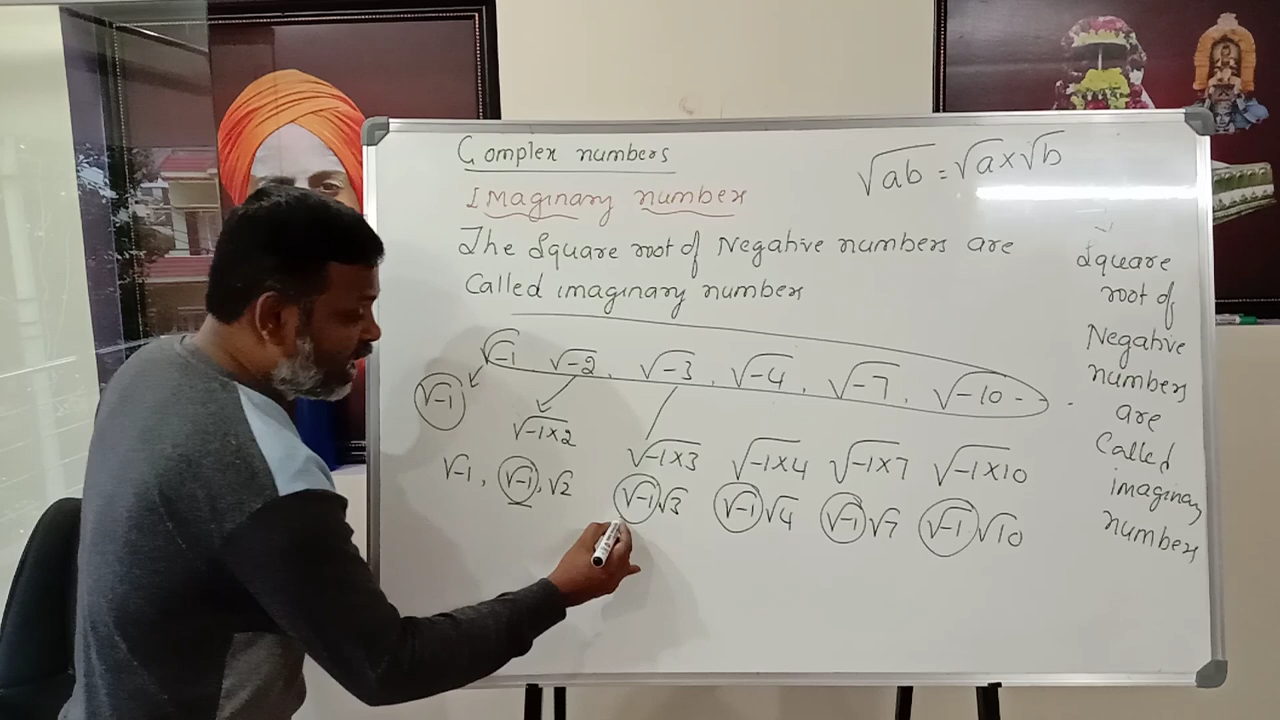 Complex numbers
Imaginary number
√ab = √a × √b
The Square root of Negative numbers are
Called imaginary numbers
√-1 √-2, √-3, √-4, √-7, √-10 - -
√-1
√-1×2
√-1×3 √-1×4 √-1×7 √-1×10
√-1, √-1, √2 √-1 √3 √-1 √4 √-1 √7 √-1 √10
Square
root of
Negative
numbers
are
Called
imaginary
numbers